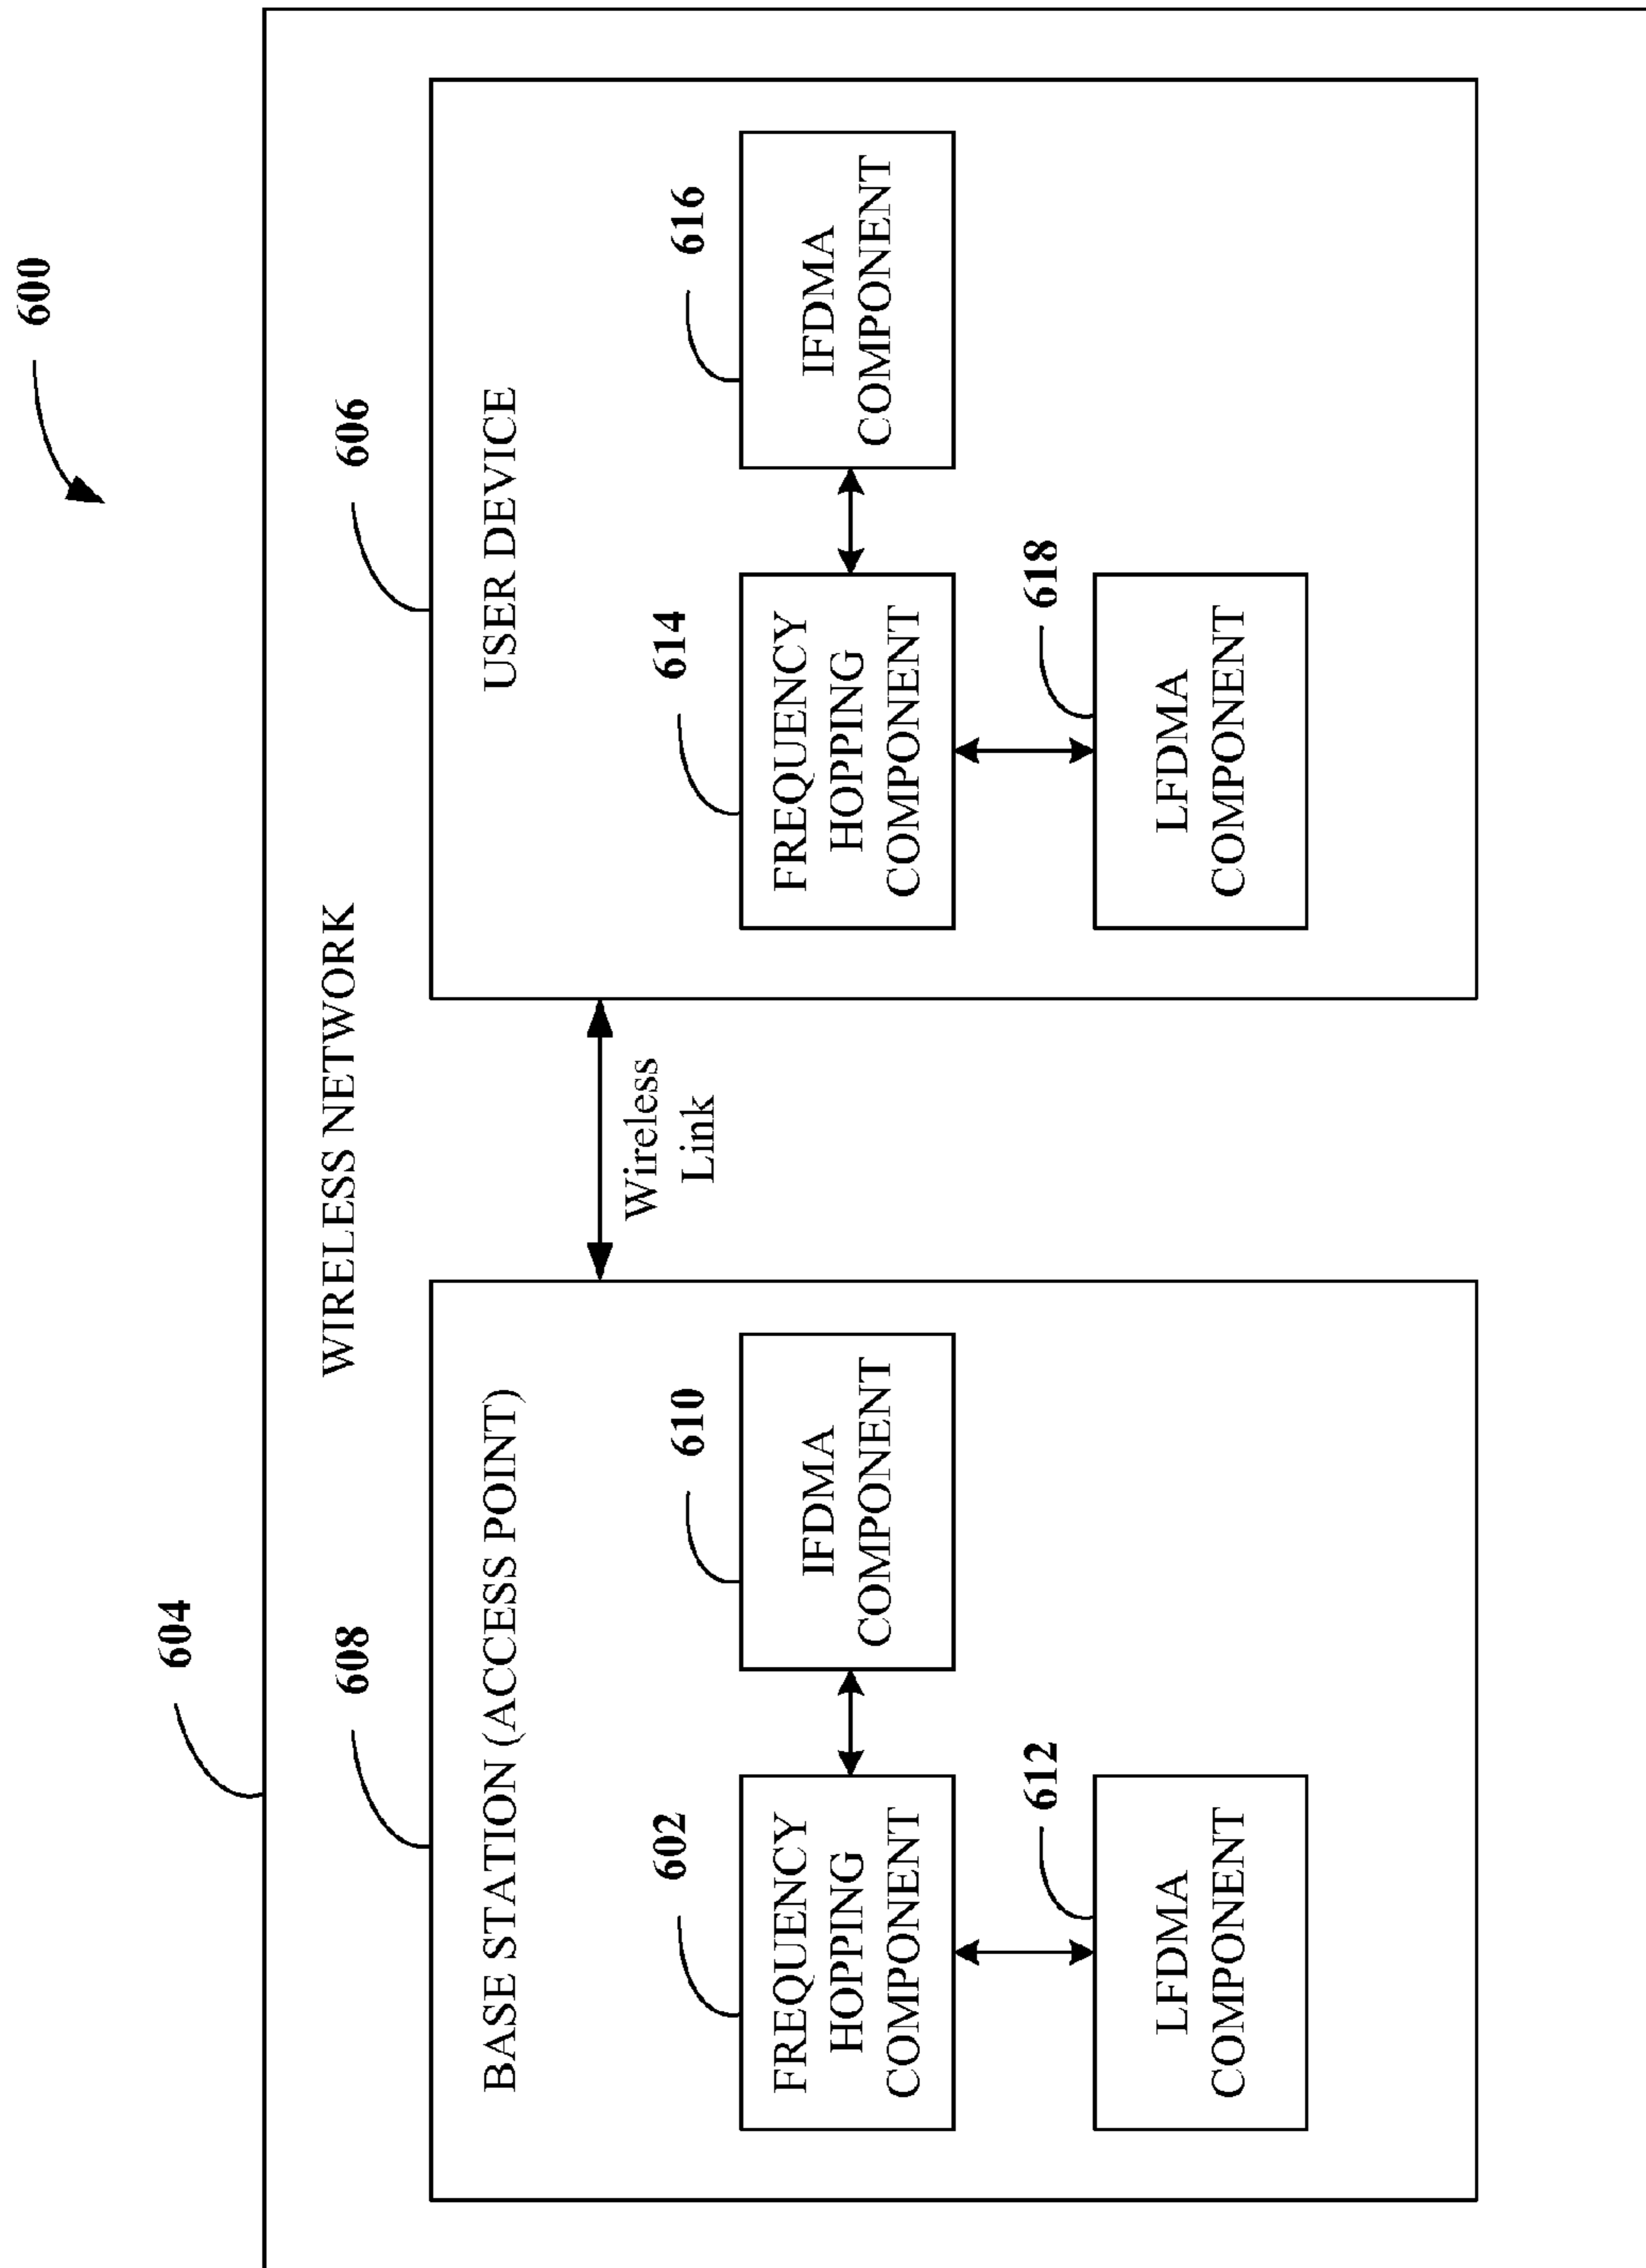 600
604
WIRELESS NETWORK
608
BASE STATION (ACCESS POINT)
602
FREQUENCY
HOPPING
COMPONENT
610
IFDMA
COMPONENT
612
LFDMA
COMPONENT
Wireless
Link
606
USER DEVICE
614
FREQUENCY
HOPPING
COMPONENT
616
IFDMA
COMPONENT
618
LFDMA
COMPONENT